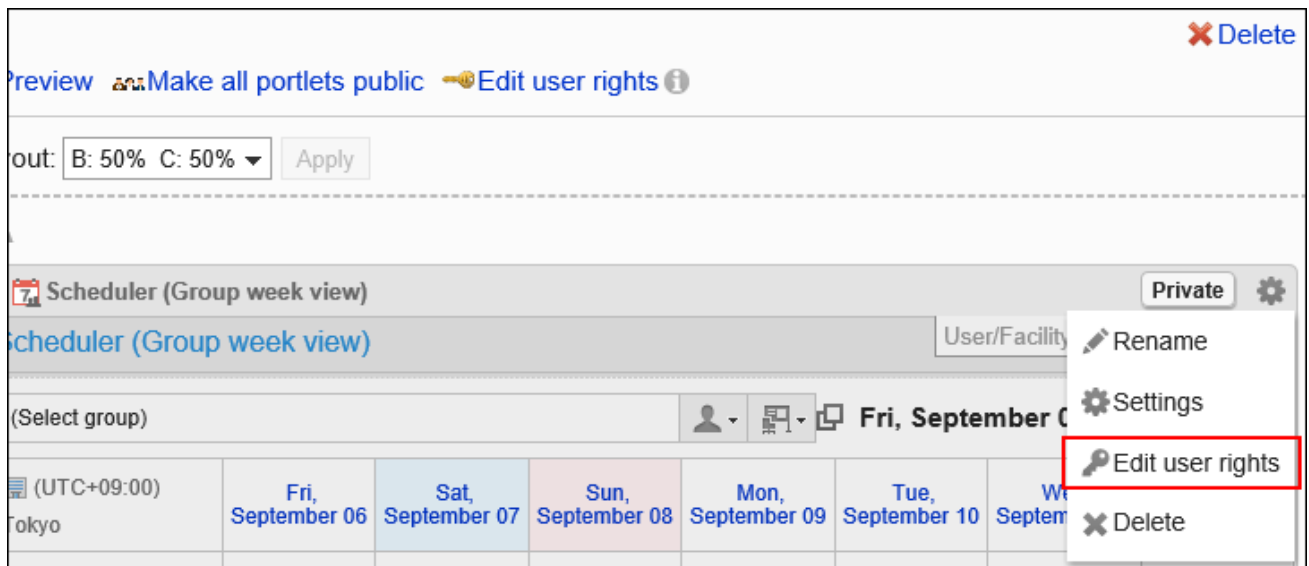 Delete
Preview Make all portlets public Edit user rights
out: B: 50% C: 50% Apply
Scheduler (Group week view) Private
Scheduler (Group week view) User/Facility
Rename
Settings
(Select group) Fri, September 0
Edit user rights
(UTC+09:00) Fri, Sat, Sun, Mon, Tue, We
Tokyo September 06 September 07 September 08 September 09 September 10 Septem
Delete